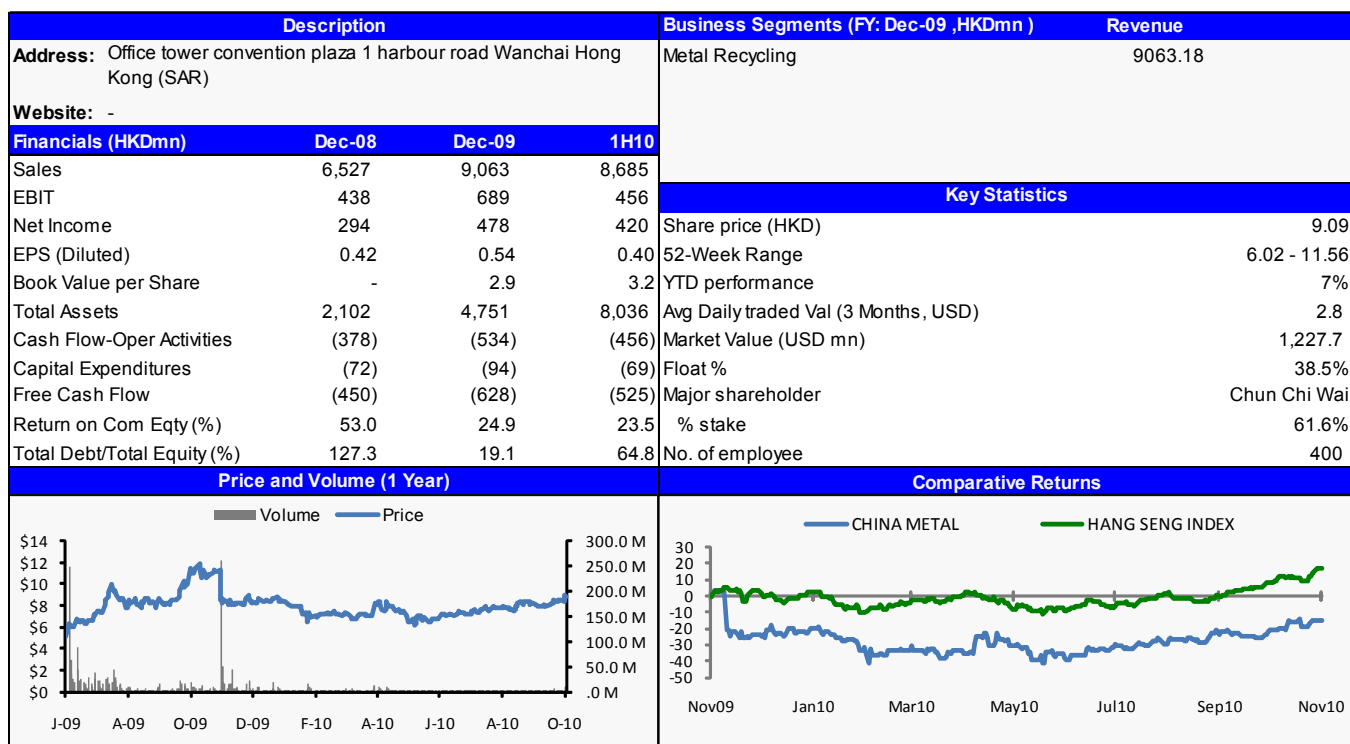 Description
Address: Office tower convention plaza 1 harbour road Wanchai Hong
Kong (SAR)
Website: -
Business Segments (FY: Dec-09 ,HKDmn ) Revenue
Metal Recycling 9063.18
Financials (HKDmn) Dec-08 Dec-09 1H10
Sales 6,527 9,063 8,685
EBIT 438 689 456
Net Income 294 478 420
EPS (Diluted) 0.42 0.54 0.40
Book Value per Share - 2.9 3.2
Total Assets 2,102 4,751 8,036
Cash Flow-Oper Activities (378) (534) (456)
Capital Expenditures (72) (94) (69)
Free Cash Flow (450) (628) (525)
Return on Com Eqty (%) 53.0 24.9 23.5
Total Debt/Total Equity (%) 127.3 19.1 64.8
Key Statistics
Share price (HKD) 9.09
52-Week Range 6.02 - 11.56
YTD performance 7%
Avg Daily traded Val (3 Months, USD) 2.8
Market Value (USD mn) 1,227.7
Float % 38.5%
Major shareholder Chun Chi Wai
% stake 61.6%
No. of employee 400
Price and Volume (1 Year)
Volume Price
$14 300.0 M
$12 250.0 M
$10 200.0 M
$8 150.0 M
$6 100.0 M
$4 50.0 M
$2 .0 M
$0
J-09 A-09 O-09 D-09 F-10 A-10 J-10 A-10 O-10
Comparative Returns
CHINA METAL HANG SENG INDEX
30
20
10
0
-10
-20
-30
-40
-50
Nov09 Jan10 Mar10 May10 Jul10 Sep10 Nov10